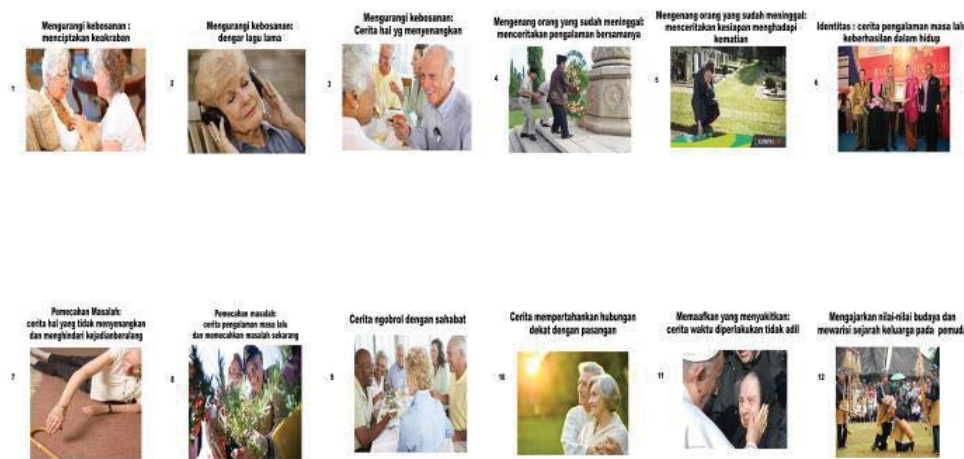 Mengurangi kebosanan :
menciptakan keakraban
1
Mengurangi kebosanan:
dengar lagu lama
2
Mengurangi kebosanan:
Cerita hal yg menyenangkan
3
Mengenang orang yang sudah meninggal:
menceritakan pengalaman bersamanya
4
Mengenang orang yang sudah meninggal:
menceritakan kesiapan menghadapi
kematian
5
Identitas : cerita pengalaman masa lalu
keberhasilan dalam hidup
6
Pemecahan Masalah:
cerita hal yang tidak menyenangkan
dan menghindari kejadianberulang
7
Pemecahan masalah:
cerita pengalaman masa lalu
dan memecahkan masalah sekarang
8
Cerita ngobrol dengan sahabat
9
Cerita mempertahankan hubungan
dekat dengan pasangan
10
Memaafkan yang menyakitkan:
cerita waktu diperlakukan tidak adil
11
Mengajarkan nilai-nilai budaya dan
mewarisi sejarah keluarga pada pemuda
12